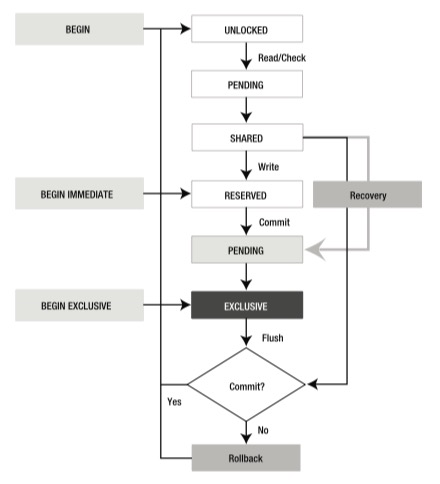 BEGIN
UNLOCKED
Read/Check
PENDING
SHARED
Write
BEGIN IMMEDIATE
RESERVED
Recovery
Commit
PENDING
BEGIN EXCLUSIVE
EXCLUSIVE
Flush
Commit?
Yes
No
Rollback